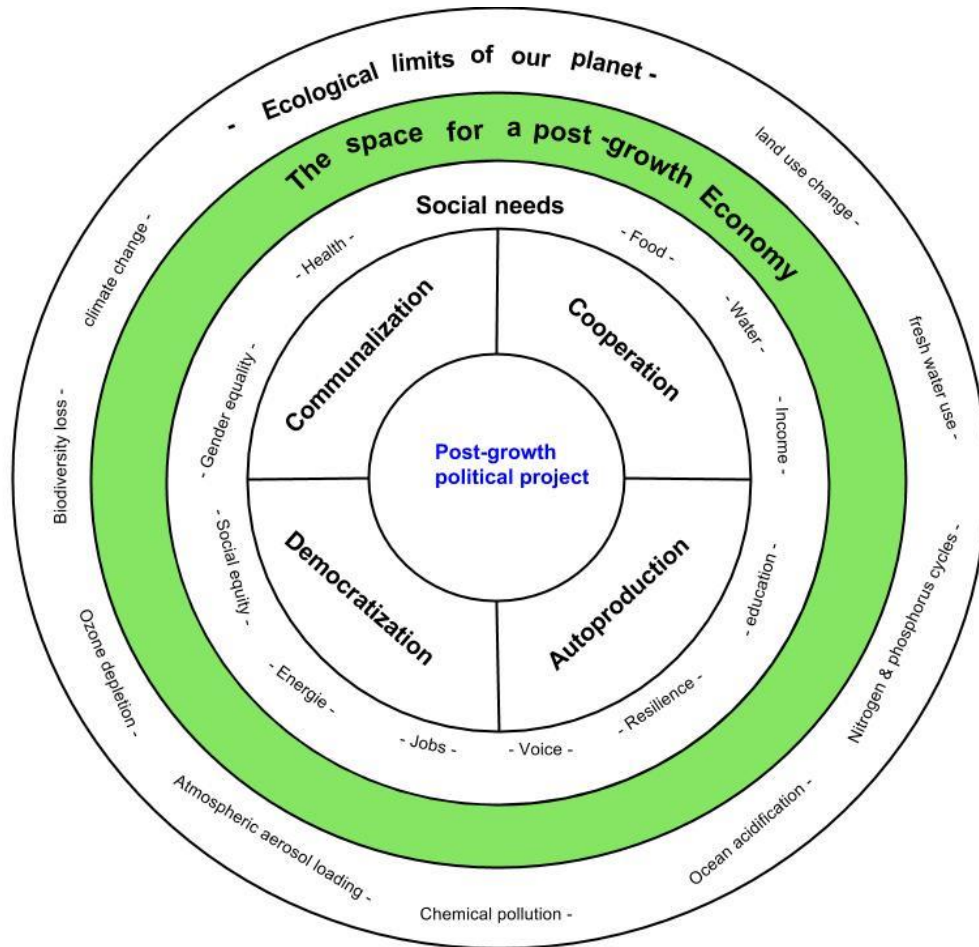 - Ecological limits of our planet -
land use change -
fresh water use -
Nitrogen & phosphorus cycles -
Ocean acidification -
Chemical pollution -
Atmospheric aerosol loading -
Ozone depletion -
Biodiversity loss -
climate change -
The space for a post -growth Economy
Social needs
- Food -
- Water -
- Income -
- education -
- Resilience -
- Voice -
- Jobs -
- Energie -
- Social equity -
- Gender equality -
- Health -
Communalization
Cooperation
Autoproduction
Democratization
Post-growth
political project